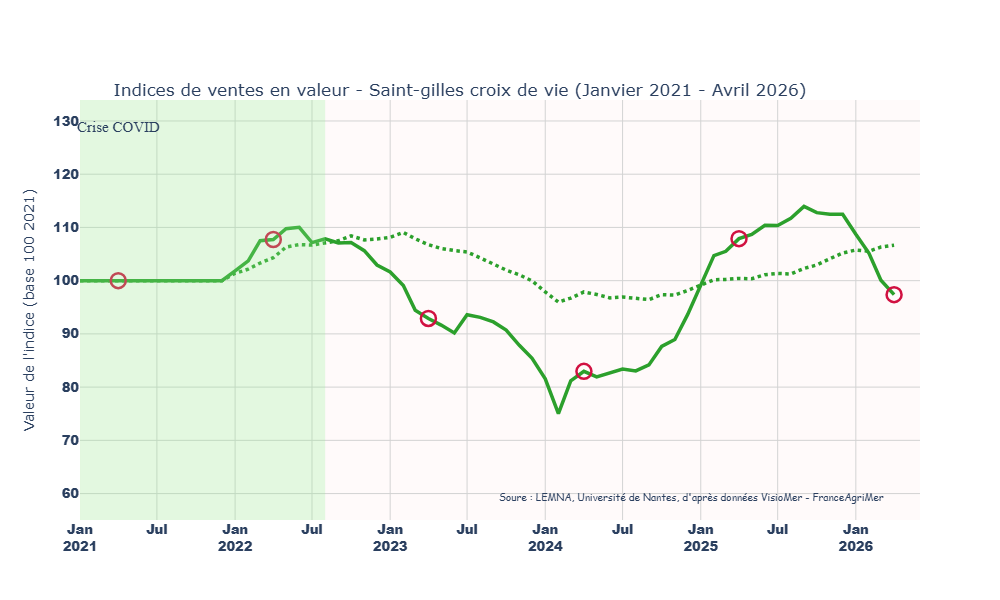 Indices de ventes en valeur - Saint-gilles croix de vie (Janvier 2021 - Avril 2026)
Valeur de l'indice (base 100 2021)
130
Crise COVID
120
110
100
90
80
70
60
Soure : LEMNA, Université de Nantes, d'après données VisioMer - FranceAgriMer
Jan Jul Jan Jul Jan Jul Jan Jul Jan Jul Jan
2021 2022 2023 2024 2025 2026